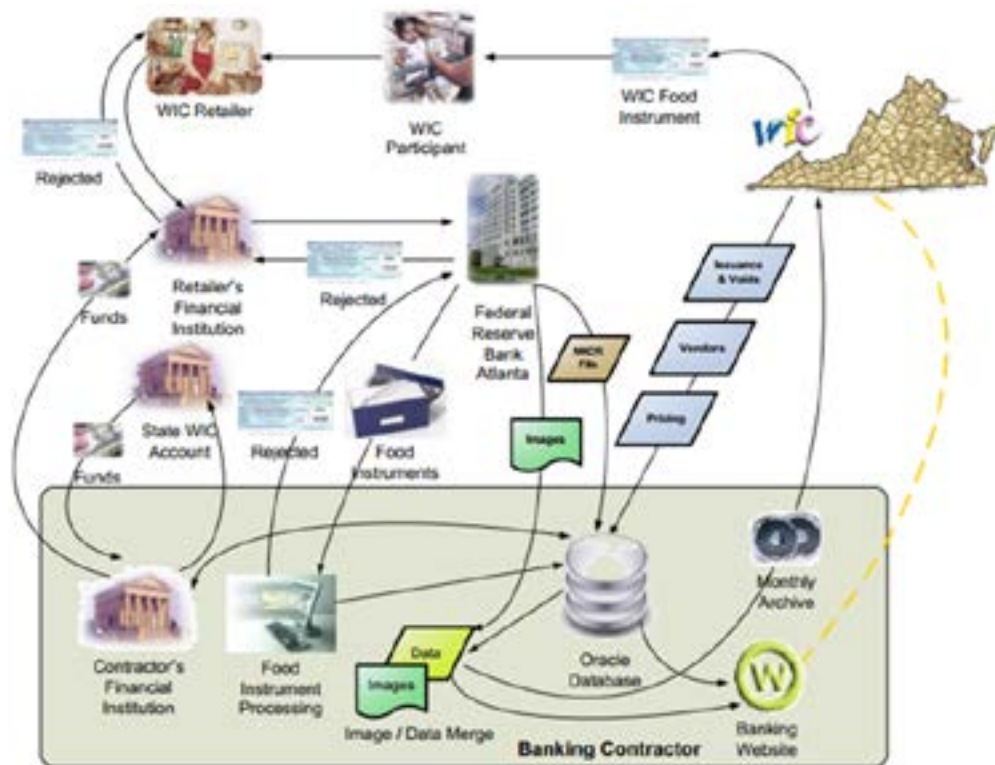 WIC Retailer
WIC
Participant
WIC Food
Instrument
wic
Rejected
Retailer's
Financial
Institution
Funds
Rejected
Federal
Reserve
Bank
Atlanta
Issuance
& Voids
Vendors
Pricing
MICR
File
Images
State WIC
Account
Funds
Rejected
Food
Instruments
Contractor's
Financial
Institution
Food
Instrument
Processing
Data
Images
Image / Data Merge
Oracle
Database
Monthly
Archive
W
Banking
Website
Banking Contractor